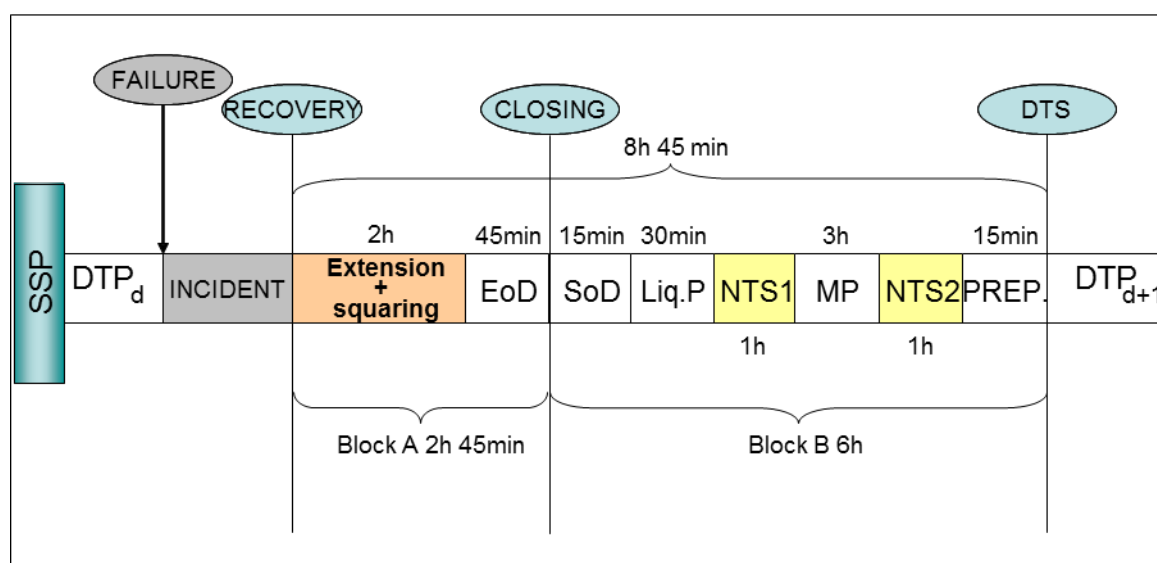 FAILURE
RECOVERY
CLOSING
DTS
8h 45 min
2h
45min
15min
30min
3h
15min
SSP
DTPd
INCIDENT
Extension
+
squaring
EoD
SoD
Liq.P
NTS1
MP
NTS2
PREP.
DTPd+1
1h
1h
Block A 2h 45min
Block B 6h